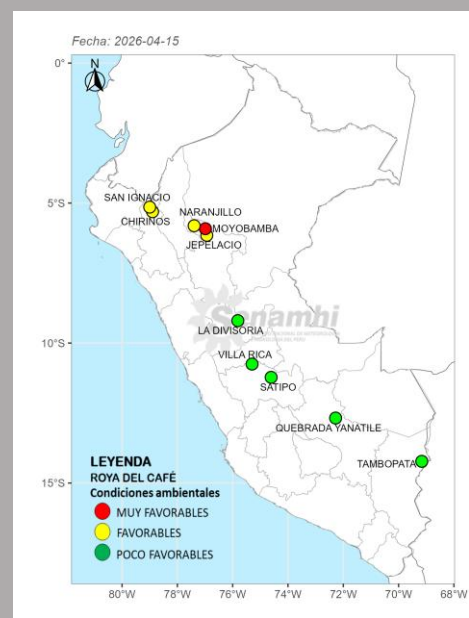 Fecha: 2026-04-15
N
0°
5°S
10°S
15°S
SAN IGNACIO
CHIRINOS
NARANJILLO
MOYOBAMBA
JEPELACIO
Senamhi
LA DIVISORIA
VILLA RICA
SATIPO
QUEBRADA YANATILE
TAMBOPATA
LEYENDA
ROYA DEL CAFÉ
Condiciones ambientales
MUY FAVORABLES
FAVORABLES
POCO FAVORABLES
80°W 78°W 76°W 74°W 72°W 70°W 68°W